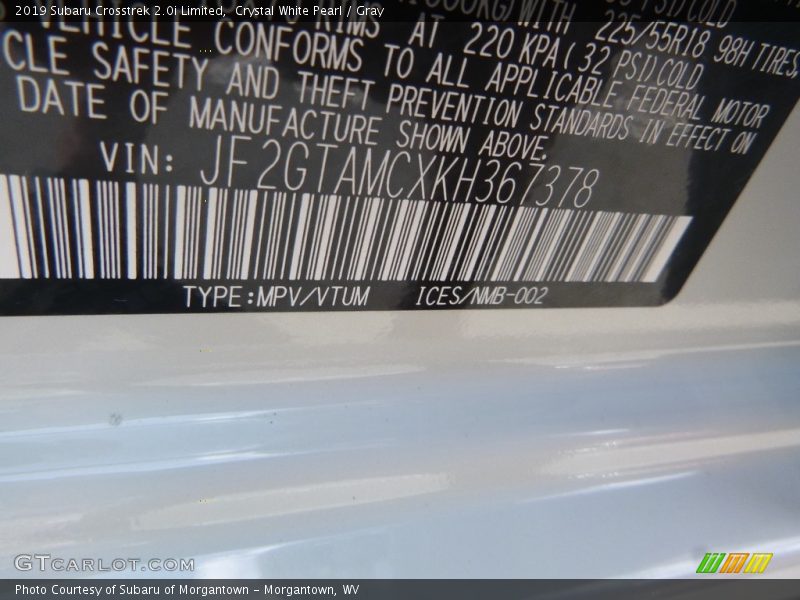 2019 Subaru Crosstrek 2.0i Limited, Crystal White Pearl / Gray
WITH 225/55R18 98H TIRES,
RIMS AT 220 KPA ( 32 PSI) COLD
VEHICLE CONFORMS TO ALL APPLICABLE FEDERAL MOTOR
CLE SAFETY AND THEFT PREVENTION STANDARDS IN EFFECT ON
DATE OF MANUFACTURE SHOWN ABOVE.
VIN: JF2GTAMCXKH367378
TYPE:MPV/VTUM ICES/NMB-002
GTCARLOT.COM
Photo Courtesy of Subaru of Morgantown - Morgantown, WV